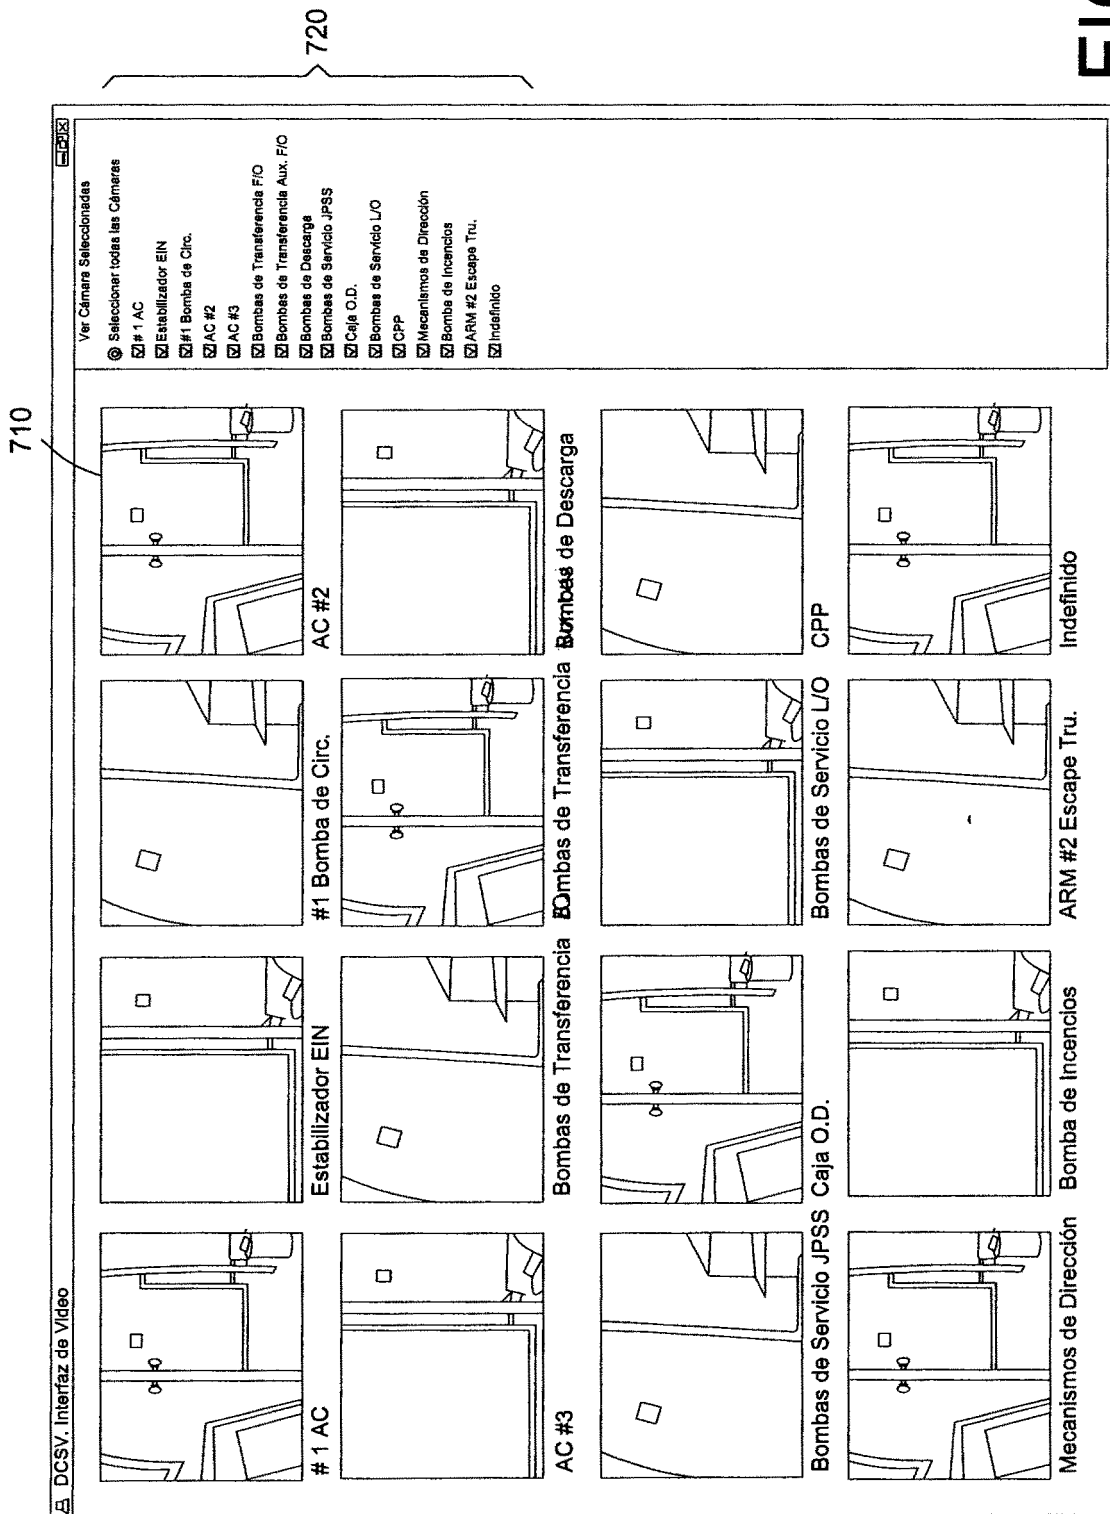 DCSV. Interfaz de Video
710
720
Ver Cámara Seleccionadas
Seleccionar todas las Cámaras
# 1 AC
Estabilizador EIN
#1 Bomba de Circ.
AC #2
AC #3
Bombas de Transferencia F/O
Bombas de Transferencia Aux. F/O
Bombas de Descarga
Bombas de Servicio JPSS
Caja O.D.
Bombas de Servicio L/O
CPP
Mecanismos de Dirección
Bomba de Incencios
ARM #2 Escape Tru.
Indefinido
# 1 AC
Estabilizador EIN
#1 Bomba de Circ.
AC #2
AC #3
Bombas de Transferencia
Bombas de Transferencia
Bombas de Descarga
Bombas de Servicio JPSS
Caja O.D.
Bombas de Servicio L/O
CPP
Mecanismos de Dirección
Bomba de Incencios
ARM #2 Escape Tru.
Indefinido